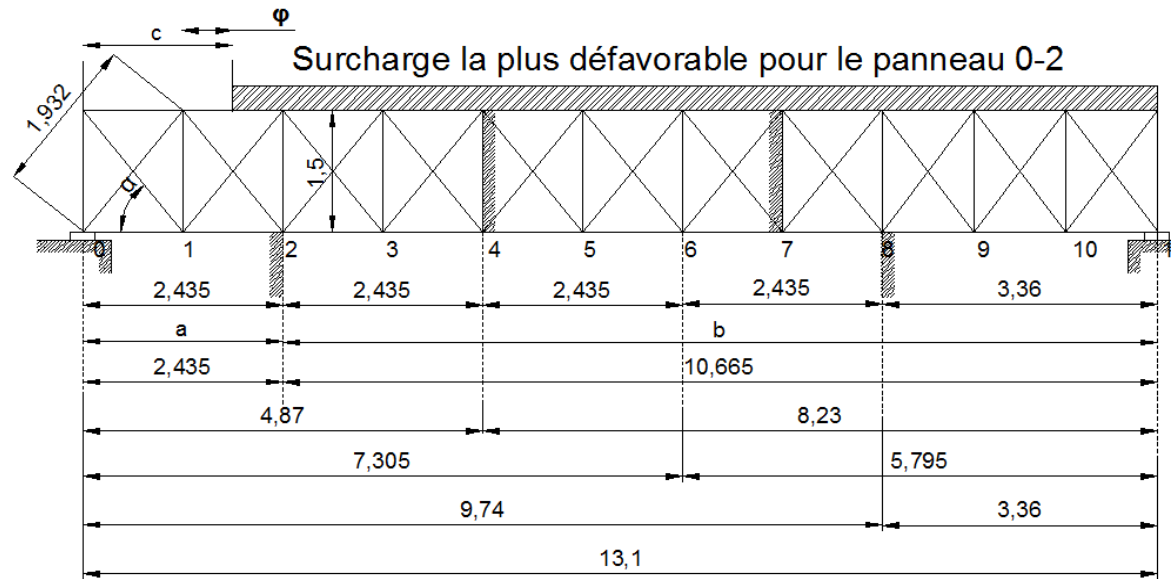 φ
c
Surcharge la plus défavorable pour le panneau 0-2
1,932
1,5
α
0 1 2 3 4 5 6 7 8 9 10 1
2,435 2,435 2,435 2,435 3,36
a b
2,435 10,665
4,87 8,23
7,305 5,795
9,74 3,36
13,1